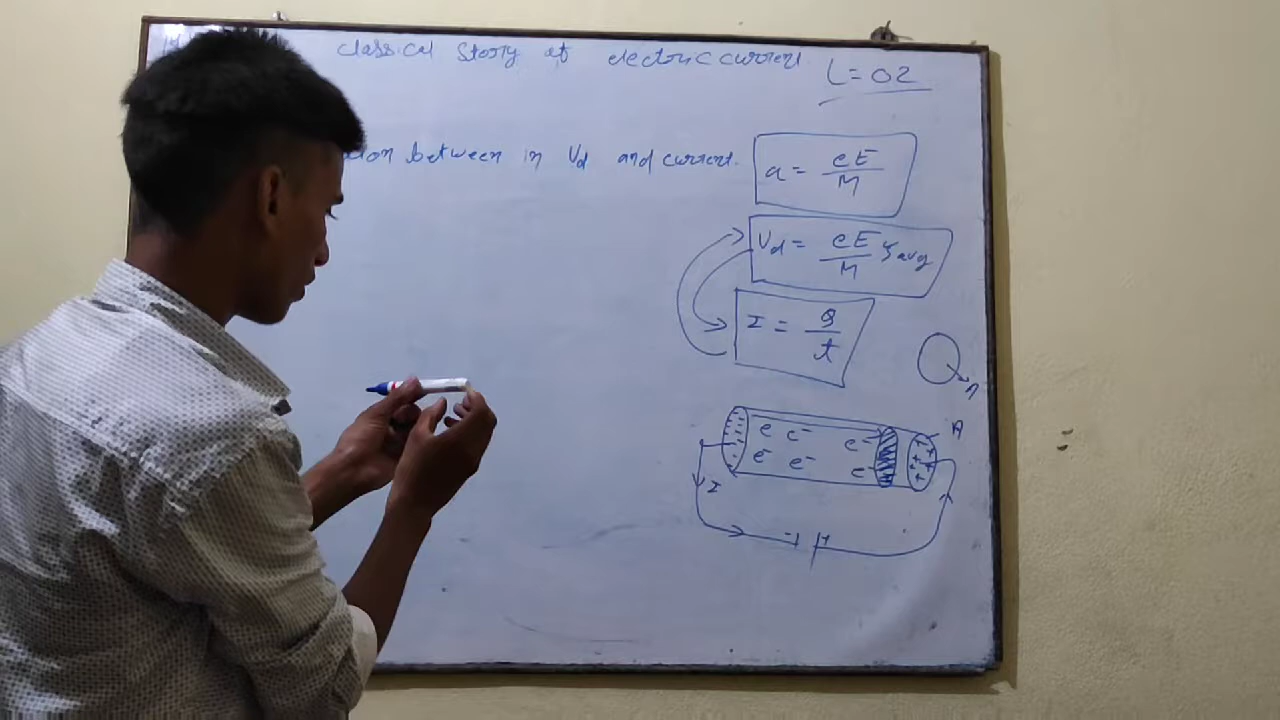 classical story of electric current.
L = 02
between in Vd and current.
a = eE/M
Vd = eE/M τavg
I = Q/t
A
A
e e⁻ e⁻
e⁻ e⁻ e⁻
I
- +